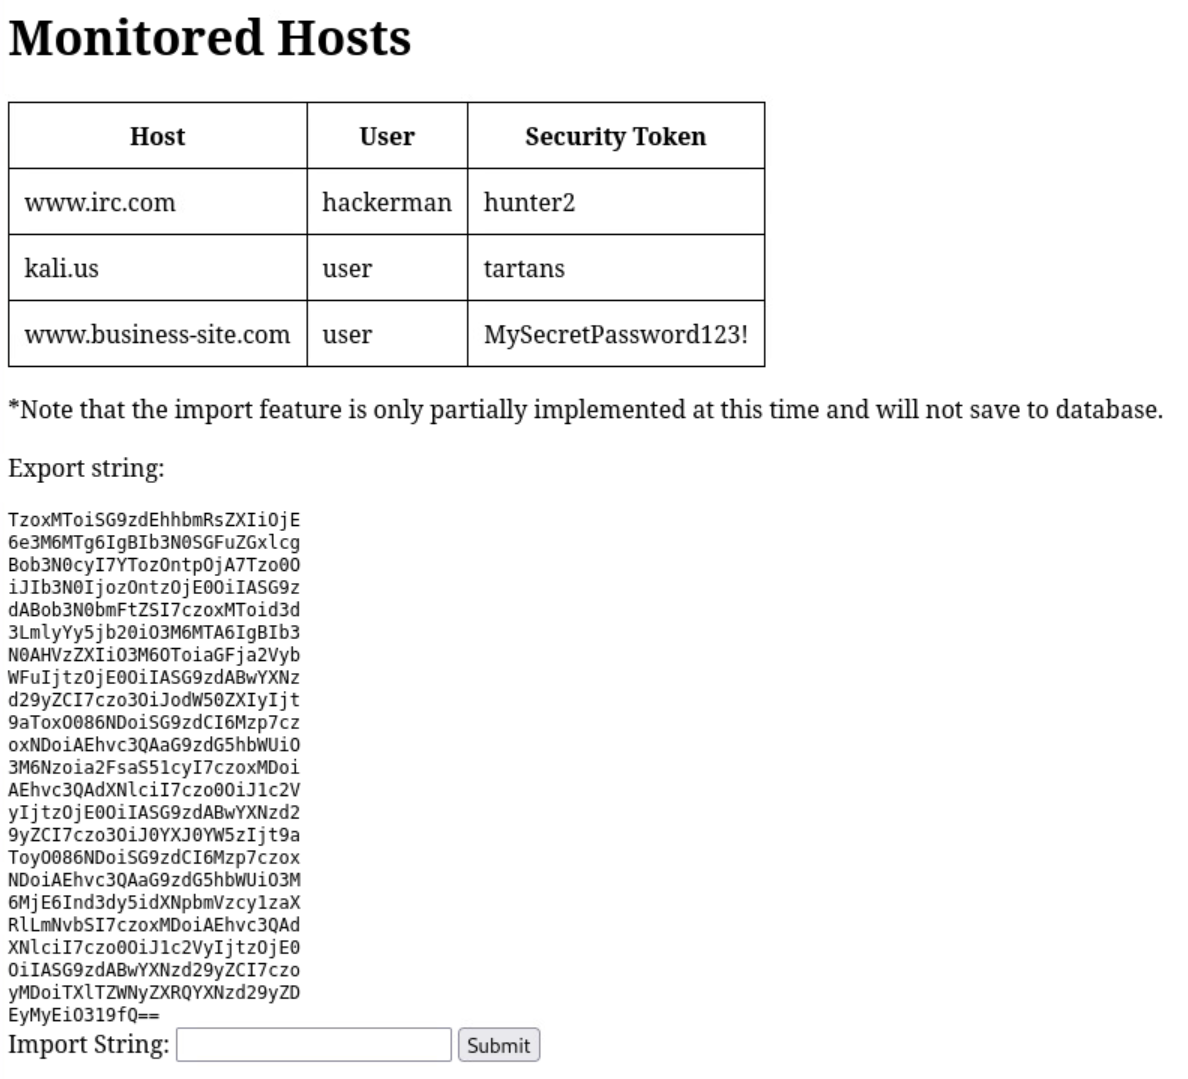 Monitored Hosts
Host User Security Token
www.irc.com hackerman hunter2
kali.us user tartans
www.business-site.com user MySecretPassword123!
*Note that the import feature is only partially implemented at this time and will not save to database.
Export string:
TzoxMToiSG9zdEhhbmRsZXIiOjE
6e3M6MTg6IgBIb3N0SGFuZGxlcg
Bob3N0cyI7YTozOntpOjA7Tzo0O
iJIb3N0IjozOntzOjE0OiIASG9z
dABob3N0bmFtZSI7czoxMToid3d
3LmlyYy5jb20iO3M6MTA6IgBIb3
N0AHVzZXIiO3M6OToiaGFja2Vyb
WFuIjtzOjE0OiIASG9zdABwYXNz
d29yZCI7czo3OiJodW50ZXIyIjt
9aToxO086NDoiSG9zdCI6Mzp7cz
oxNDoiAEhvc3QAaG9zdG5hbWUiO
3M6Nzoia2FsaS51cyI7czoxMDoi
AEhvc3QAdXNlciI7czo0OiJ1c2V
yIjtzOjE0OiIASG9zdABwYXNzd2
9yZCI7czo3OiJ0YXJ0YW5zIjt9a
ToyO086NDoiSG9zdCI6Mzp7czox
NDoiAEhvc3QAaG9zdG5hbWUiO3M
6MjE6Ind3dy5idXNpbmVzcy1zaX
RlLmNvbSI7czoxMDoiAEhvc3QAd
XNlciI7czo0OiJ1c2VyIjtzOjE0
OiIASG9zdABwYXNzd29yZCI7czo
yMDoiTXlTZWNyZXRQYXNzd29yZD
EyMyEiO319fQ==
Import String: Submit